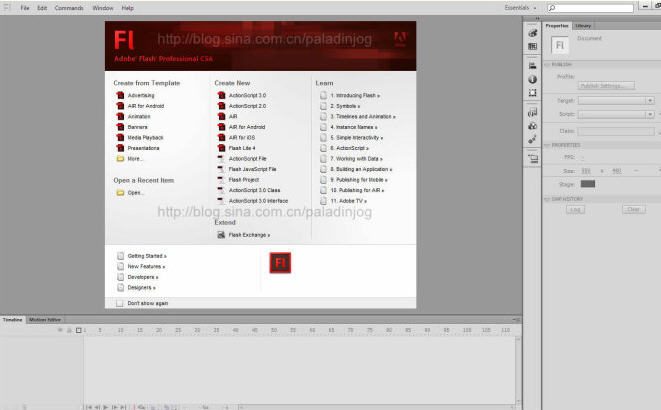 Fl File Edit Commands Window Help Essentials
Fl
http://blog.sina.com.cn/paladinjog
Adobe Flash Professional CS6
Create from Template
Advertising
AIR for Android
Animation
Banners
Media Playback
Presentations
More...
Open a Recent Item
Open...
Create New
ActionScript 3.0
ActionScript 2.0
AIR
AIR for Android
AIR for iOS
Flash Lite 4
ActionScript File
Flash JavaScript File
Flash Project
ActionScript 3.0 Class
ActionScript 3.0 Interface
http://blog.sina.com.cn/paladinjog
Extend
Flash Exchange »
Learn
1. Introducing Flash »
2. Symbols »
3. Timelines and Animation »
4. Instance Names »
5. Simple Interactivity »
6. ActionScript »
7. Working with Data »
8. Building an Application »
9. Publishing for Mobile »
10. Publishing for AIR »
11. Adobe TV »
Getting Started »
New Features »
Developers »
Designers »
Fl
Don't show again
Properties Library
Fl Document
PUBLISH
Profile:
Publish Settings...
Target:
Script:
Class:
PROPERTIES
FPS:
Size: x
Stage:
SWF HISTORY
Log Clear
Timeline Motion Editor
1 5 10 15 20 25 30 35 40 45 50 55 60 65 70 75 80 85 90 95 100 105 110